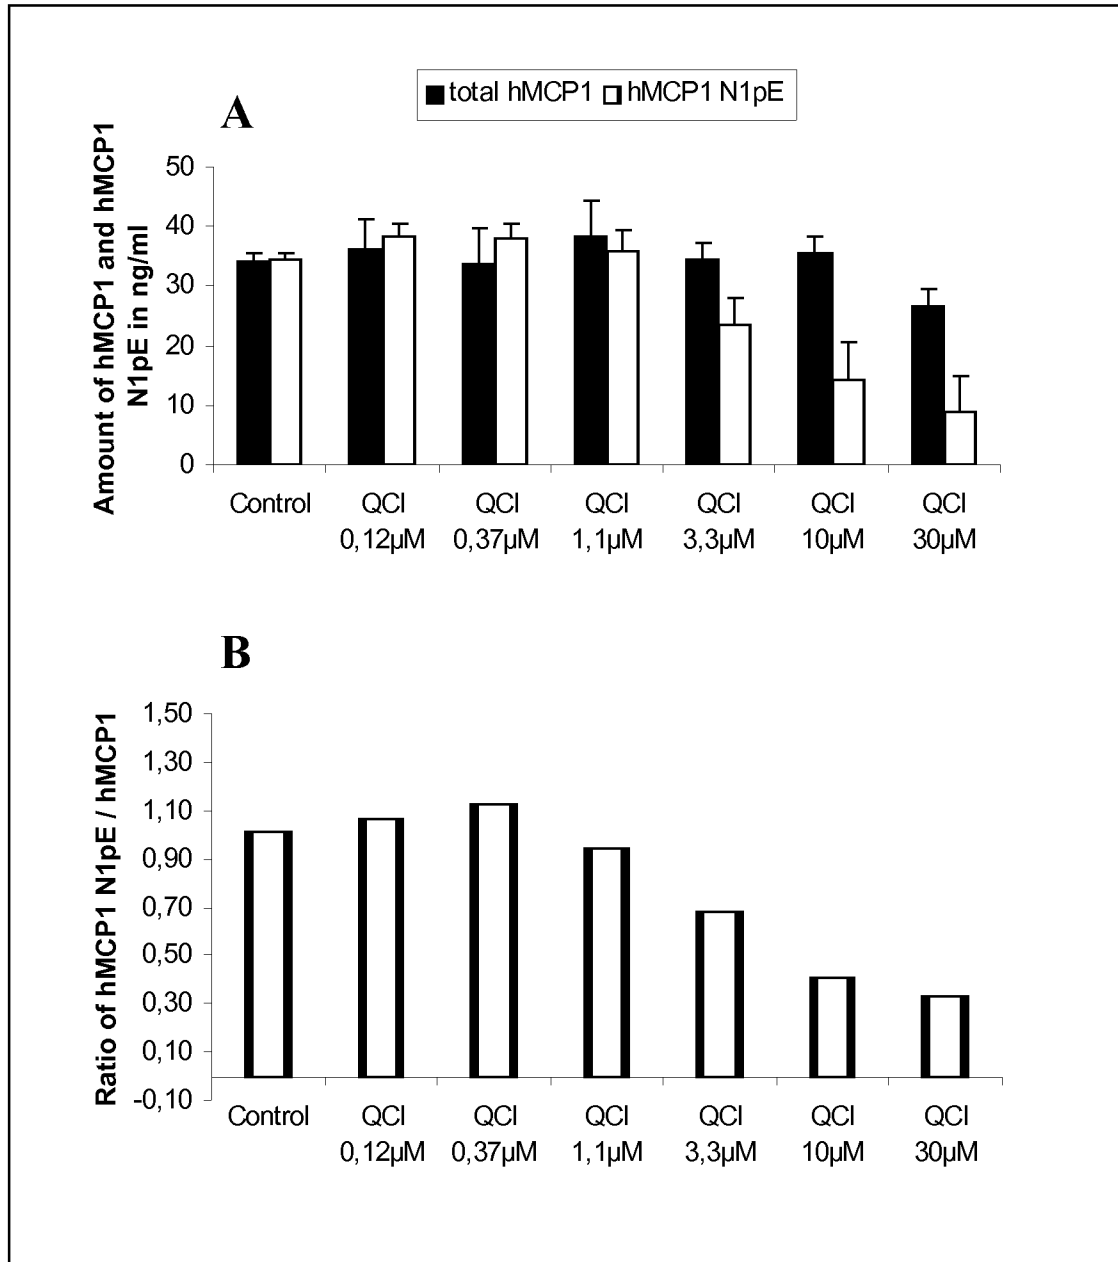 total hMCP1 hMCP1 N1pE
A
Amount of hMCP1 and hMCP1
N1pE in ng/ml
50
40
30
20
10
0
Control QCI QCI QCI QCI QCI QCI
0,12µM 0,37µM 1,1µM 3,3µM 10µM 30µM
B
Ratio of hMCP1 N1pE / hMCP1
1,50
1,30
1,10
0,90
0,70
0,50
0,30
0,10
-0,10
Control QCI QCI QCI QCI QCI QCI
0,12µM 0,37µM 1,1µM 3,3µM 10µM 30µM